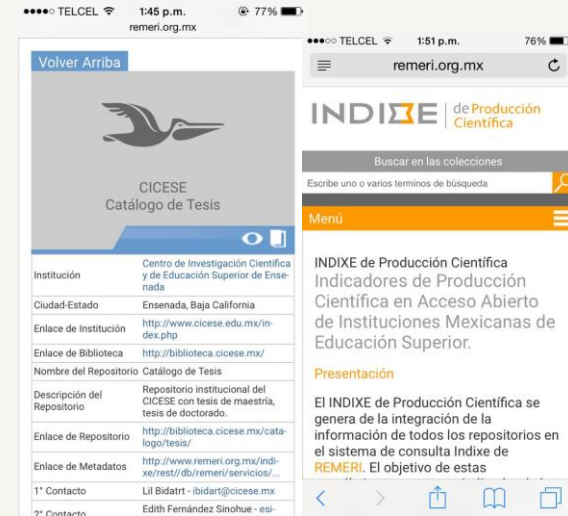 TELCEL 1:45 p.m. 77%
remeri.org.mx
Volver Arriba
CICESE
Catálogo de Tesis
Institución Centro de Investigación Científica
y de Educación Superior de Ense-
nada
Ciudad-Estado Ensenada, Baja California
Enlace de Institución http://www.cicese.edu.mx/in-
dex.php
Enlace de Biblioteca http://biblioteca.cicese.mx/
Nombre del Repositorio Catálogo de Tesis
Descripción del
Repositorio
Repositorio institucional del
CICESE con tesis de maestría,
tesis de doctorado.
Enlace de Repositorio http://biblioteca.cicese.mx/cata-
logo/tesis/
Enlace de Metadatos http://www.remeri.org.mx/indi-
xe/rest//db/remeri/servicios/...
1° Contacto Lil Bidatrt - ibidart@cicese.mx
2° Contacto Edith Fernández Sinohue - esi-
TELCEL 1:51 p.m. 76%
remeri.org.mx
INDIXE de Producción
Científica
Buscar en las colecciones
Escribe uno o varios terminos de búsqueda
Menú
INDIXE de Producción Científica
Indicadores de Producción
Científica en Acceso Abierto
de Instituciones Mexicanas de
Educación Superior.
Presentación
El INDIXE de Producción Científica se
genera de la integración de la
información de todos los repositorios en
el sistema de consulta Indixe de
REMERI. El objetivo de estas